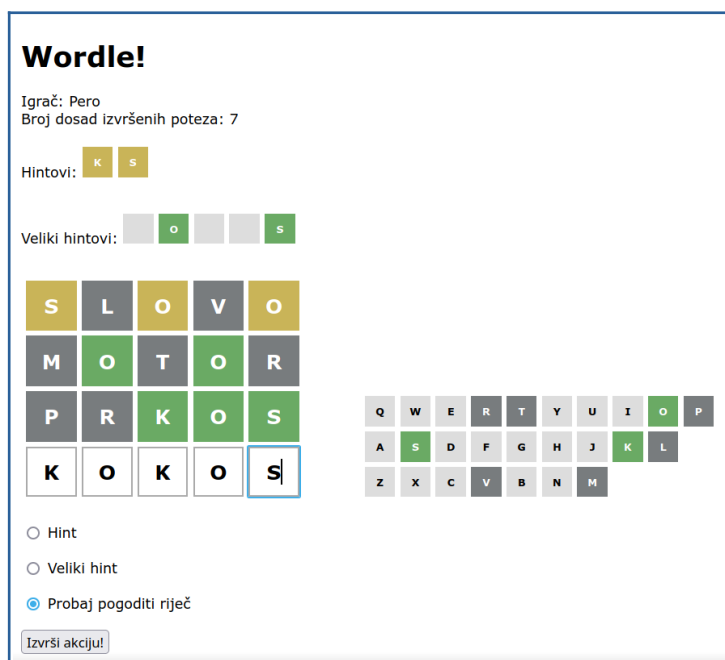 Wordle!
Igrač: Pero
Broj dosad izvršenih poteza: 7
Hintovi: K S
Veliki hintovi: O S
S L O V O
M O T O R
P R K O S
K O K O S
Q W E R T Y U I O P
A S D F G H J K L
Z X C V B N M
Hint
Veliki hint
Probaj pogoditi riječ
Izvrši akciju!